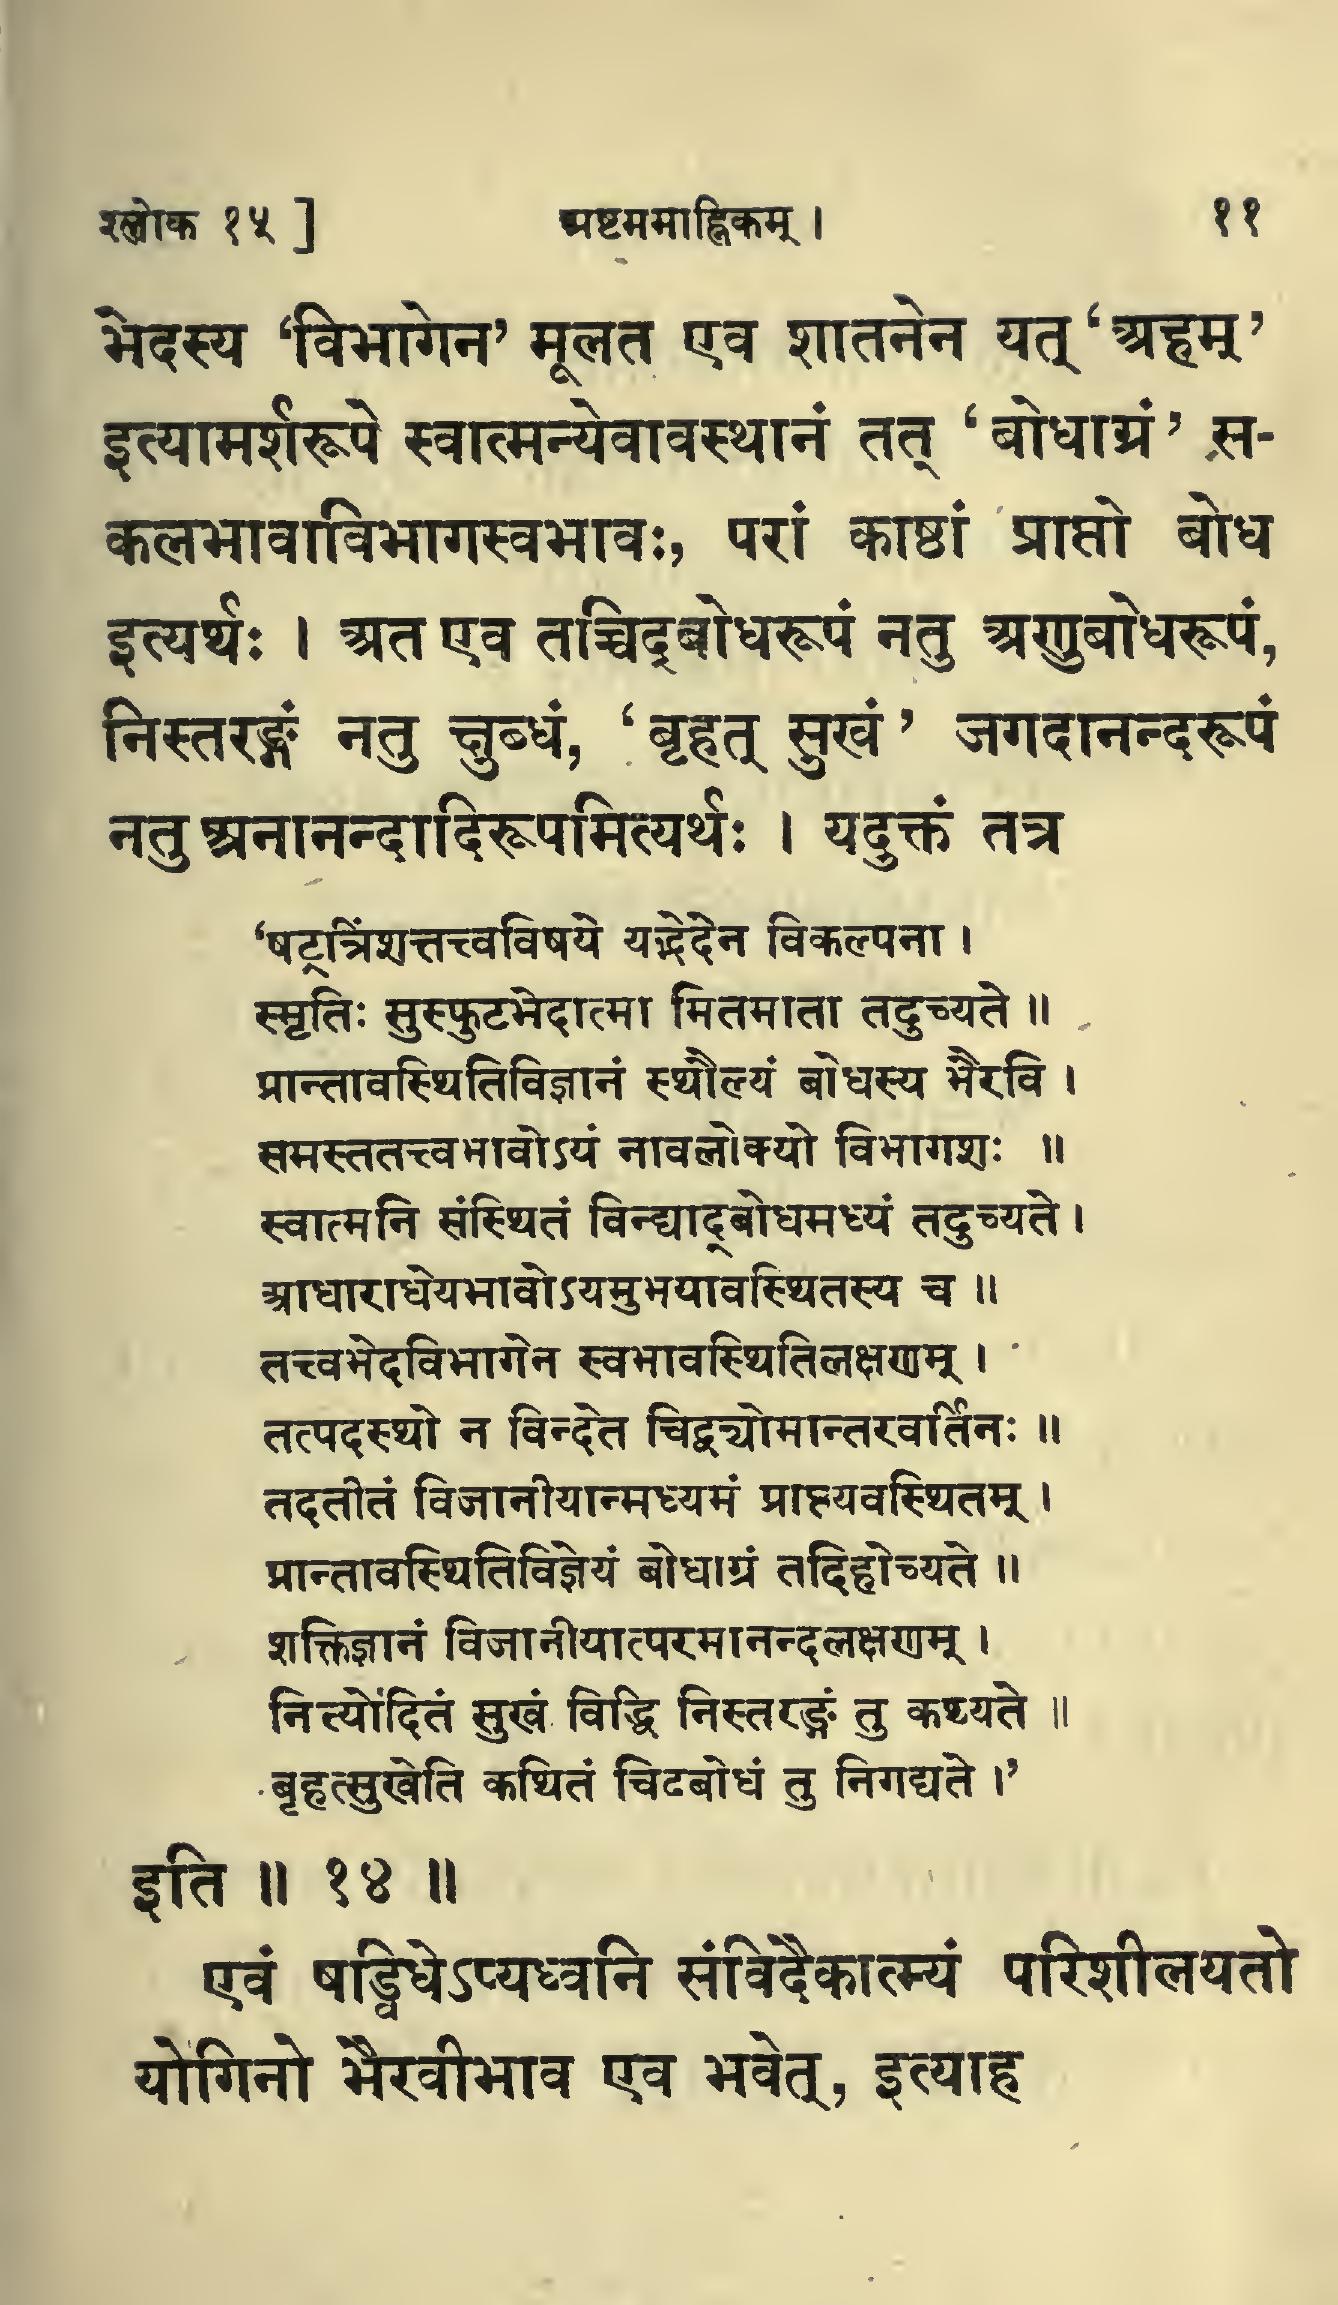 श्लोक १५ ] अष्टममाह्निकम् । ११
भेदस्य ‘विभागेन’ मूलत एव शातनेन यत् ‘अहम्’
इत्यामर्शरूपे स्वात्मन्येवावस्थानं तत् ‘बोधाग्रं’ स-
कलभावाविभागस्वभावः, परां काष्ठां प्राप्तो बोध
इत्यर्थः । अत एव तच्चिद्बोधरूपं नतु अणुबोधरूपं,
निस्तरङ्गं नतु क्षुब्धं, ‘बृहत् सुखं’ जगदानन्दरूपं
नतु अनानन्दादिरूपमित्यर्थः । यदुक्तं तत्र
‘षट्त्रिंशत्तत्त्वविषये यद्भेदेन विकल्पना ।
स्मृतिः सुस्फुटभेदात्मा मितमाता तदुच्यते ॥
प्रान्तावस्थितिविज्ञानं स्थौल्यं बोधस्य भैरवि ।
समस्ततत्त्वभावोऽयं नावलोक्यो विभागशः ॥
स्वात्मनि संस्थितं विन्द्याद्बोधमध्यं तदुच्यते ।
आधाराधेयभावोऽयमुभयावस्थितस्य च ॥
तत्त्वभेदविभागेन स्वभावस्थितिलक्षणम् ।
तत्पदस्थो न विन्देत चिद्व्योमान्तरवर्तिनः ॥
तदतीतं विजानीयान्मध्यमं प्राप्त्यवस्थितम् ।
प्रान्तावस्थितिविज्ञेयं बोधाग्रं तदिहोच्यते ॥
शक्तिज्ञानं विजानीयात्परमानन्दलक्षणम् ।
नित्योदितं सुखं विद्धि निस्तरङ्गं तु कथ्यते ॥
बृहत्सुखेति कथितं चिद्बोधं तु निगद्यते ।’
इति ॥ १४ ॥
एवं षड्विधेऽप्यध्वनि संविदैकात्म्यं परिशीलयतो
योगिनो भैरवीभाव एव भवेत्, इत्याह